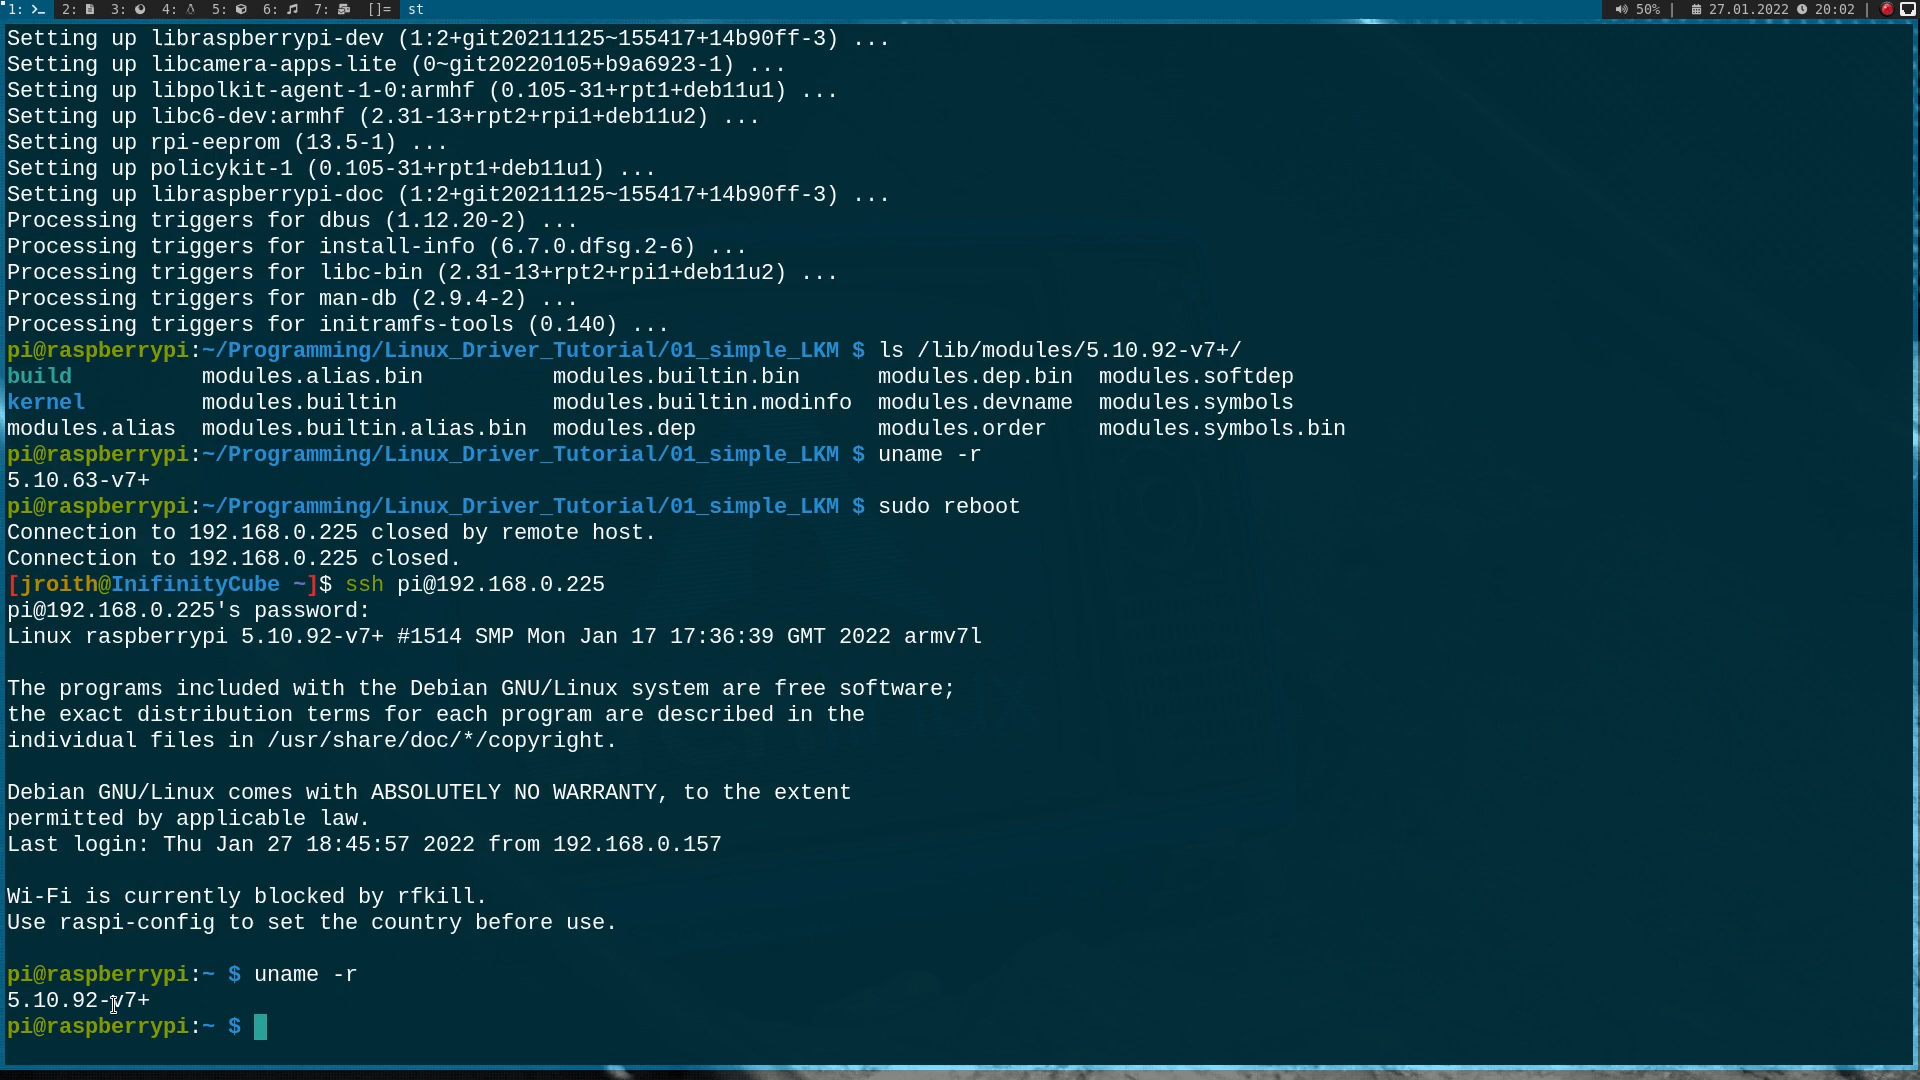 1: 2: 3: 4: 5: 6: 7: []= st 50% | 27.01.2022 20:02 |
Setting up libraspberrypi-dev (1:2+git20211125~155417+14b90ff-3) ...
Setting up libcamera-apps-lite (0~git20220105+b9a6923-1) ...
Setting up libpolkit-agent-1-0:armhf (0.105-31+rpt1+deb11u1) ...
Setting up libc6-dev:armhf (2.31-13+rpt2+rpi1+deb11u2) ...
Setting up rpi-eeprom (13.5-1) ...
Setting up policykit-1 (0.105-31+rpt1+deb11u1) ...
Setting up libraspberrypi-doc (1:2+git20211125~155417+14b90ff-3) ...
Processing triggers for dbus (1.12.20-2) ...
Processing triggers for install-info (6.7.0.dfsg.2-6) ...
Processing triggers for libc-bin (2.31-13+rpt2+rpi1+deb11u2) ...
Processing triggers for man-db (2.9.4-2) ...
Processing triggers for initramfs-tools (0.140) ...
pi@raspberrypi:~/Programming/Linux_Driver_Tutorial/01_simple_LKM $ ls /lib/modules/5.10.92-v7+/
build modules.alias.bin modules.builtin.bin modules.dep.bin modules.softdep
kernel modules.builtin modules.builtin.modinfo modules.devname modules.symbols
modules.alias modules.builtin.alias.bin modules.dep modules.order modules.symbols.bin
pi@raspberrypi:~/Programming/Linux_Driver_Tutorial/01_simple_LKM $ uname -r
5.10.63-v7+
pi@raspberrypi:~/Programming/Linux_Driver_Tutorial/01_simple_LKM $ sudo reboot
Connection to 192.168.0.225 closed by remote host.
Connection to 192.168.0.225 closed.
[jroith@InifinityCube ~]$ ssh pi@192.168.0.225
pi@192.168.0.225's password:
Linux raspberrypi 5.10.92-v7+ #1514 SMP Mon Jan 17 17:36:39 GMT 2022 armv7l
The programs included with the Debian GNU/Linux system are free software;
the exact distribution terms for each program are described in the
individual files in /usr/share/doc/*/copyright.
Debian GNU/Linux comes with ABSOLUTELY NO WARRANTY, to the extent
permitted by applicable law.
Last login: Thu Jan 27 18:45:57 2022 from 192.168.0.157
Wi-Fi is currently blocked by rfkill.
Use raspi-config to set the country before use.
pi@raspberrypi:~ $ uname -r
5.10.92-v7+
pi@raspberrypi:~ $